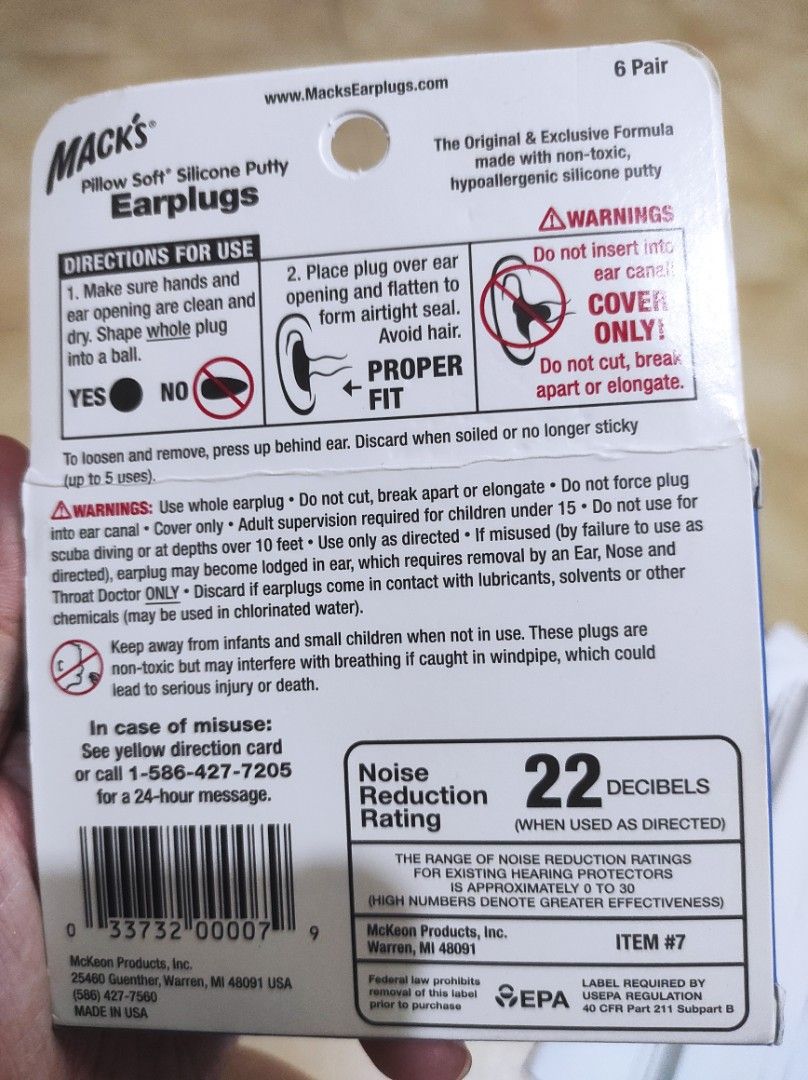 www.MacksEarplugs.com
6 Pair
MACK'S®
Pillow Soft® Silicone Putty
Earplugs
The Original & Exclusive Formula
made with non-toxic,
hypoallergenic silicone putty
DIRECTIONS FOR USE
1. Make sure hands and
ear opening are clean and
dry. Shape whole plug
into a ball.
YES
NO
2. Place plug over ear
opening and flatten to
form airtight seal.
Avoid hair.
PROPER
FIT
WARNINGS
Do not insert into
ear canal!
COVER
ONLY!
Do not cut, break
apart or elongate.
To loosen and remove, press up behind ear. Discard when soiled or no longer sticky
(up to 5 uses).
WARNINGS: Use whole earplug • Do not cut, break apart or elongate • Do not force plug
into ear canal • Cover only • Adult supervision required for children under 15 • Do not use for
scuba diving or at depths over 10 feet • Use only as directed • If misused (by failure to use as
directed), earplug may become lodged in ear, which requires removal by an Ear, Nose and
Throat Doctor ONLY • Discard if earplugs come in contact with lubricants, solvents or other
chemicals (may be used in chlorinated water).
Keep away from infants and small children when not in use. These plugs are
non-toxic but may interfere with breathing if caught in windpipe, which could
lead to serious injury or death.
In case of misuse:
See yellow direction card
or call 1-586-427-7205
for a 24-hour message.
0 33732 00007 9
McKeon Products, Inc.
25460 Guenther, Warren, MI 48091 USA
(586) 427-7560
MADE IN USA
Noise
Reduction
Rating
22 DECIBELS
(WHEN USED AS DIRECTED)
THE RANGE OF NOISE REDUCTION RATINGS
FOR EXISTING HEARING PROTECTORS
IS APPROXIMATELY 0 TO 30
(HIGH NUMBERS DENOTE GREATER EFFECTIVENESS)
McKeon Products, Inc.
Warren, MI 48091
ITEM #7
Federal law prohibits
removal of this label
prior to purchase
EPA
LABEL REQUIRED BY
USEPA REGULATION
40 CFR Part 211 Subpart B